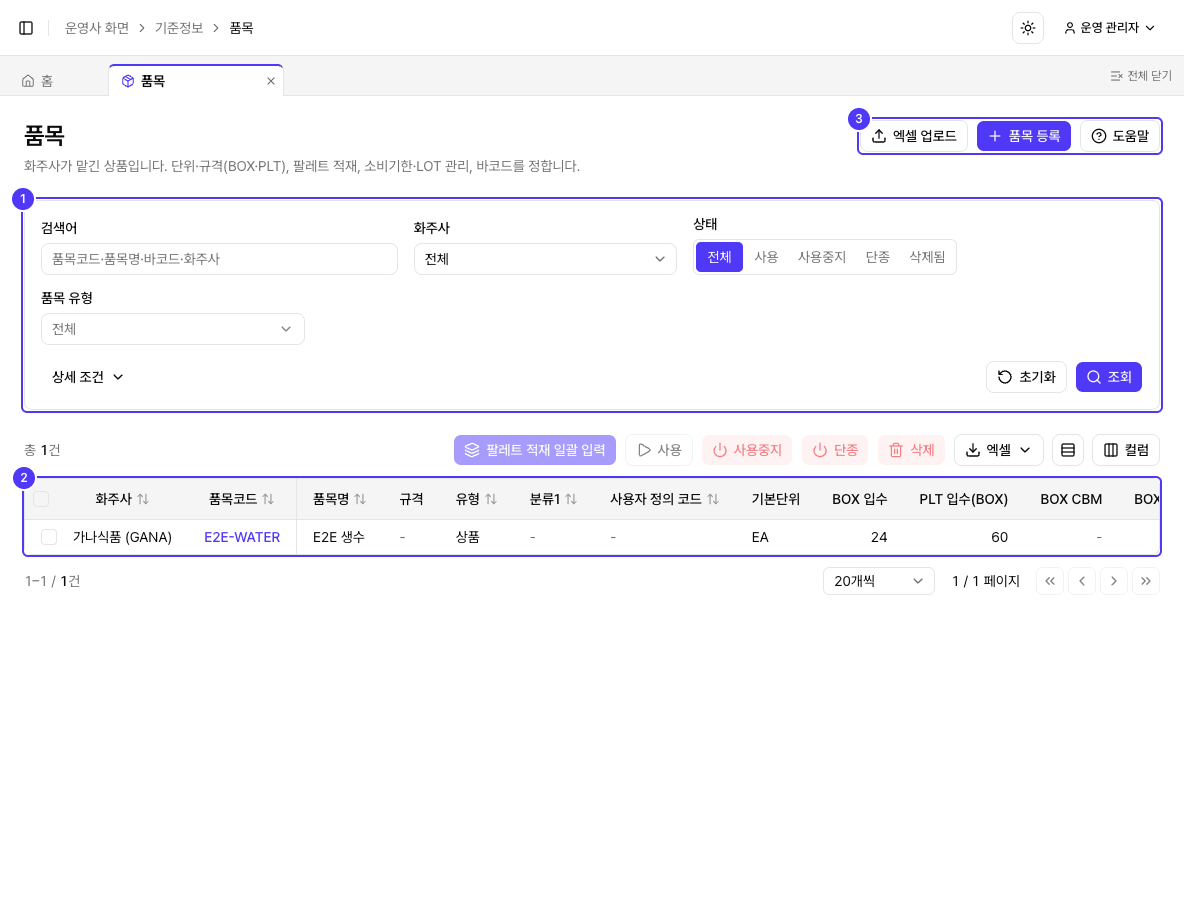 운영사 화면 > 기준정보 > 품목
운영 관리자
홈
품목
전체 닫기
품목
화주사가 맡긴 상품입니다. 단위·규격(BOX·PLT), 팔레트 적재, 소비기한·LOT 관리, 바코드를 정합니다.
3
엑셀 업로드
품목 등록
도움말
1
검색어
품목코드·품목명·바코드·화주사
화주사
전체
상태
전체 사용 사용중지 단종 삭제됨
품목 유형
전체
상세 조건
초기화
조회
총 1건
팔레트 적재 일괄 입력
사용
사용중지
단종
삭제
엑셀
컬럼
2
화주사 품목코드 품목명 규격 유형 분류1 사용자 정의 코드 기본단위 BOX 입수 PLT 입수(BOX) BOX CBM BOX
가나식품 (GANA) E2E-WATER E2E 생수 - 상품 - - EA 24 60 -
1–1 / 1건
20개씩
1 / 1 페이지